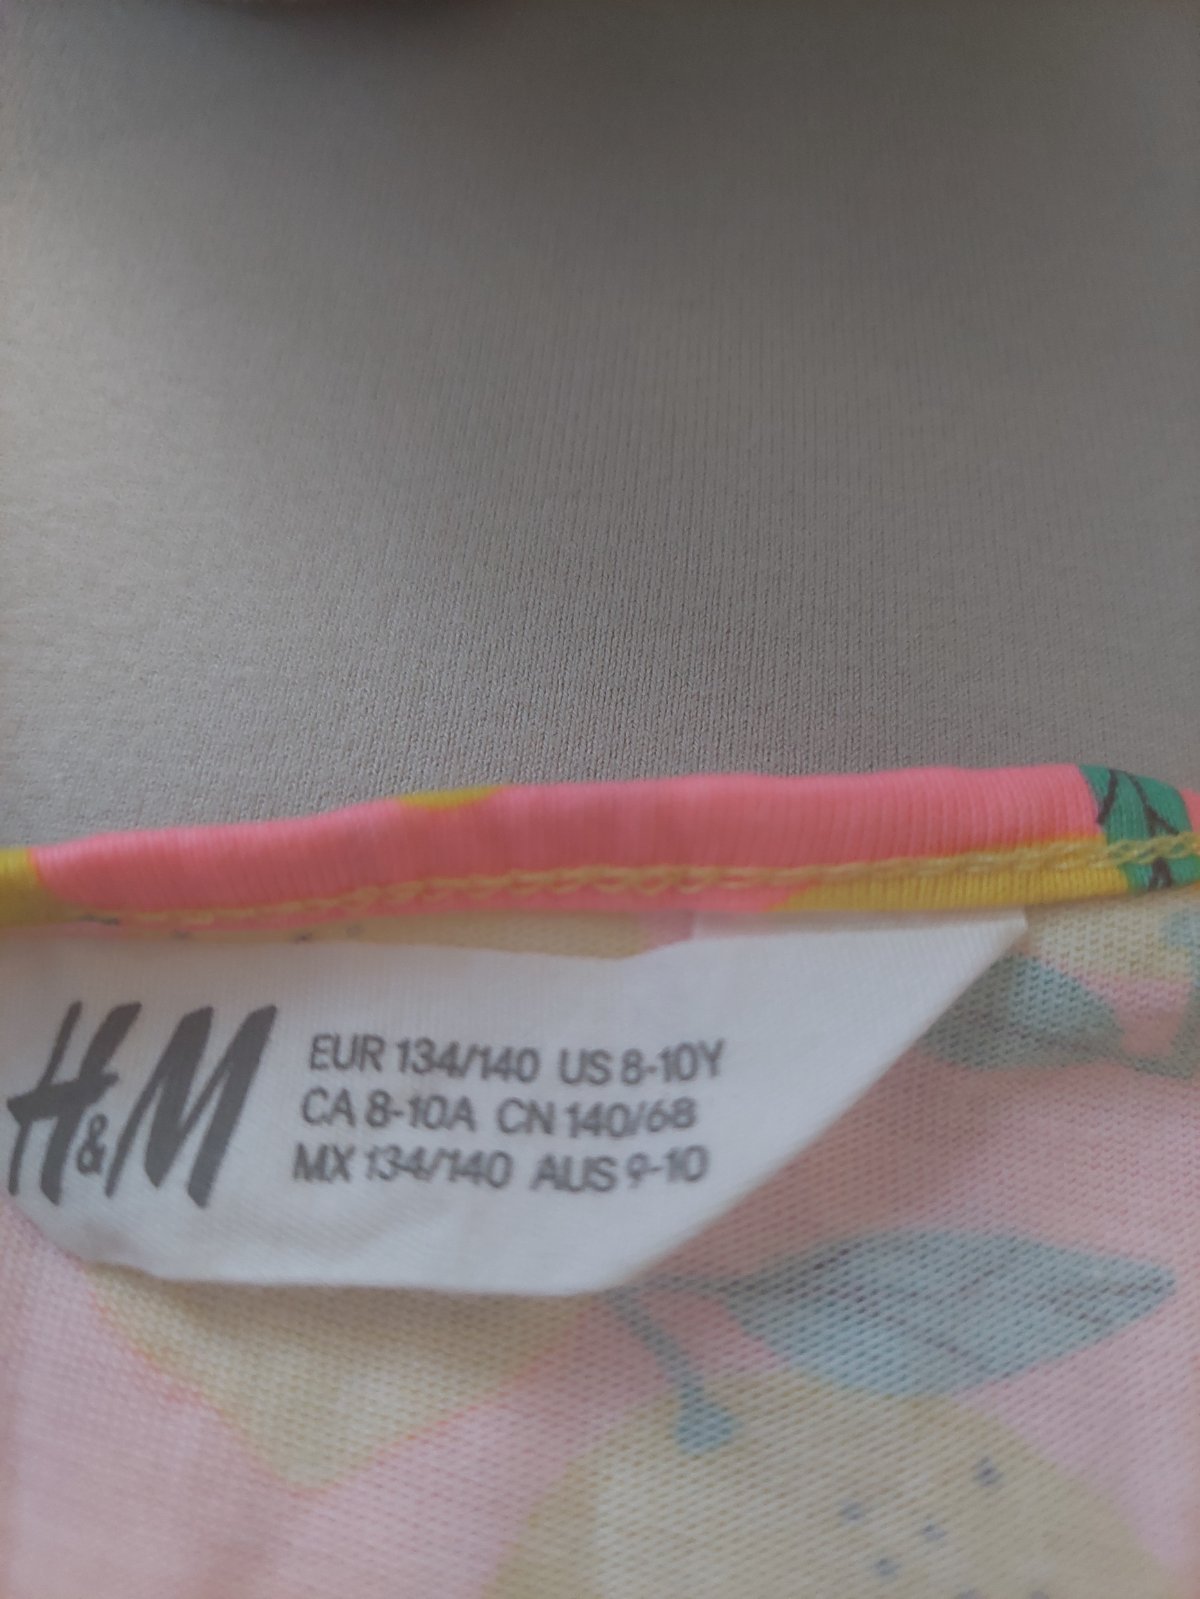 H&M
EUR 134/140 US 8-10Y
CA 8-10A CN 140/68
MX 134/140 AUS 9-10